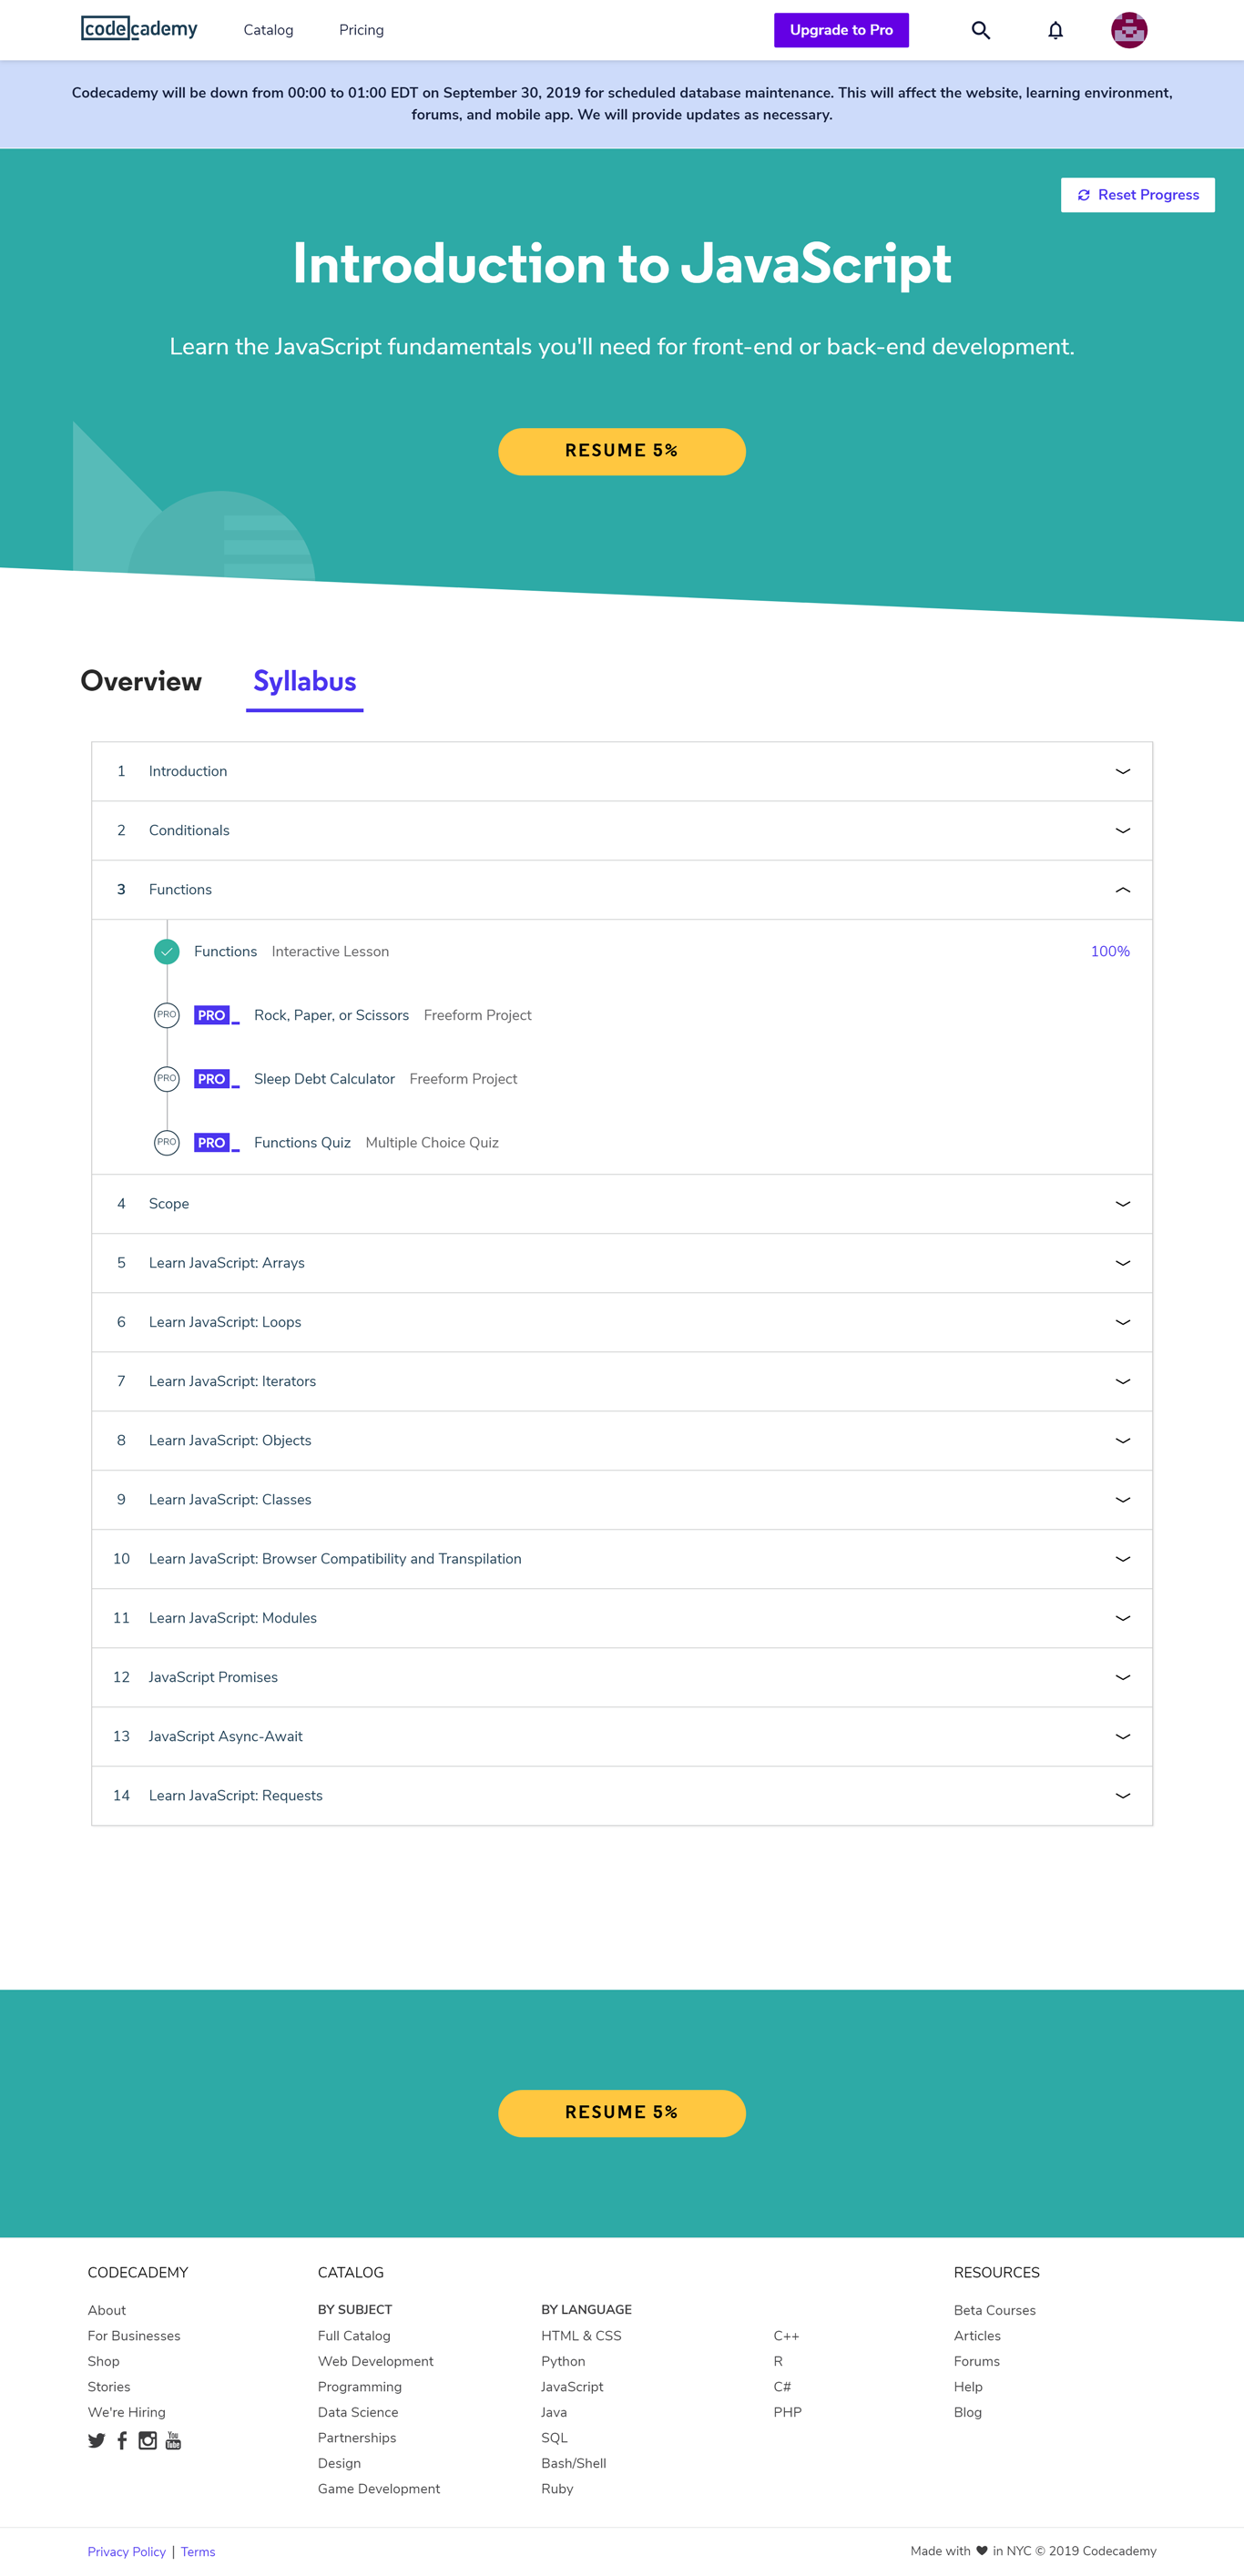 codecademy Catalog Pricing Upgrade to Pro
Codecademy will be down from 00:00 to 01:00 EDT on September 30, 2019 for scheduled database maintenance. This will affect the website, learning environment,
forums, and mobile app. We will provide updates as necessary.
Reset Progress
Introduction to JavaScript
Learn the JavaScript fundamentals you'll need for front-end or back-end development.
RESUME 5%
Overview Syllabus
1 Introduction
2 Conditionals
3 Functions
Functions Interactive Lesson 100%
PRO PRO_ Rock, Paper, or Scissors Freeform Project
PRO PRO_ Sleep Debt Calculator Freeform Project
PRO PRO_ Functions Quiz Multiple Choice Quiz
4 Scope
5 Learn JavaScript: Arrays
6 Learn JavaScript: Loops
7 Learn JavaScript: Iterators
8 Learn JavaScript: Objects
9 Learn JavaScript: Classes
10 Learn JavaScript: Browser Compatibility and Transpilation
11 Learn JavaScript: Modules
12 JavaScript Promises
13 JavaScript Async-Await
14 Learn JavaScript: Requests
RESUME 5%
CODECADEMY
About
For Businesses
Shop
Stories
We're Hiring
You Tube
CATALOG
BY SUBJECT
Full Catalog
Web Development
Programming
Data Science
Partnerships
Design
Game Development
BY LANGUAGE
HTML & CSS
Python
JavaScript
Java
SQL
Bash/Shell
Ruby
C++
R
C#
PHP
RESOURCES
Beta Courses
Articles
Forums
Help
Blog
Privacy Policy | Terms
Made with ♥ in NYC © 2019 Codecademy